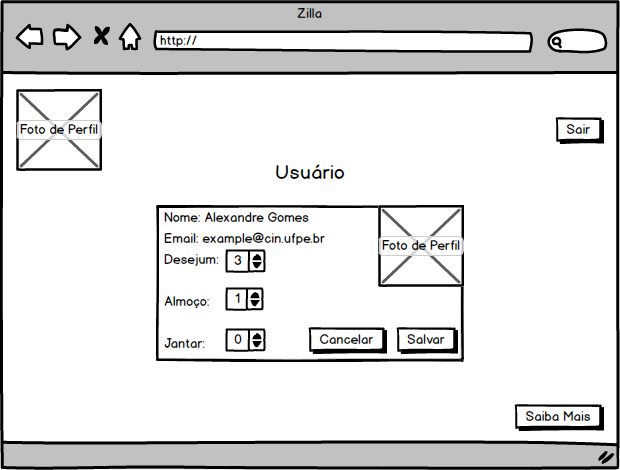 Zilla
http://
Foto de Perfil
Sair
Usuário
Nome: Alexandre Gomes
Email: example@cin.ufpe.br
Foto de Perfil
Desejum: 3
Almoço: 1
Jantar: 0
Cancelar
Salvar
Saiba Mais